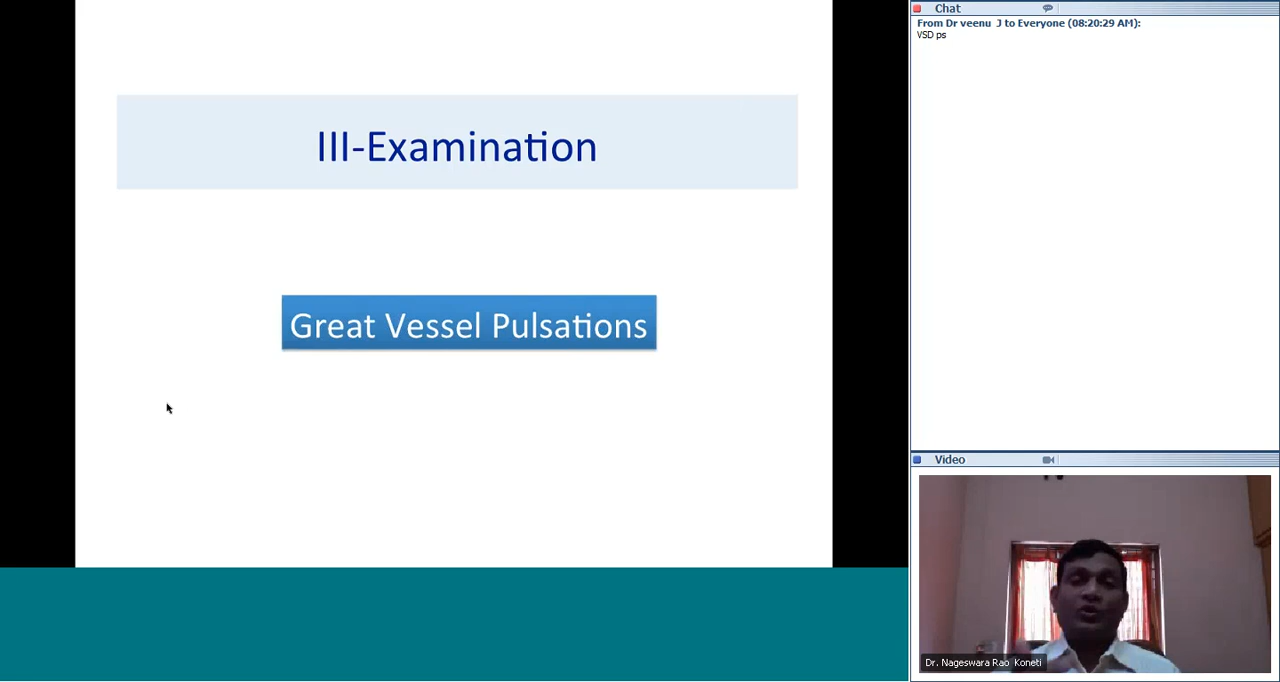 III-Examination
Great Vessel Pulsations
Chat
From Dr veenu J to Everyone (08:20:29 AM):
VSD ps
Video
Dr. Nageswara Rao Koneti